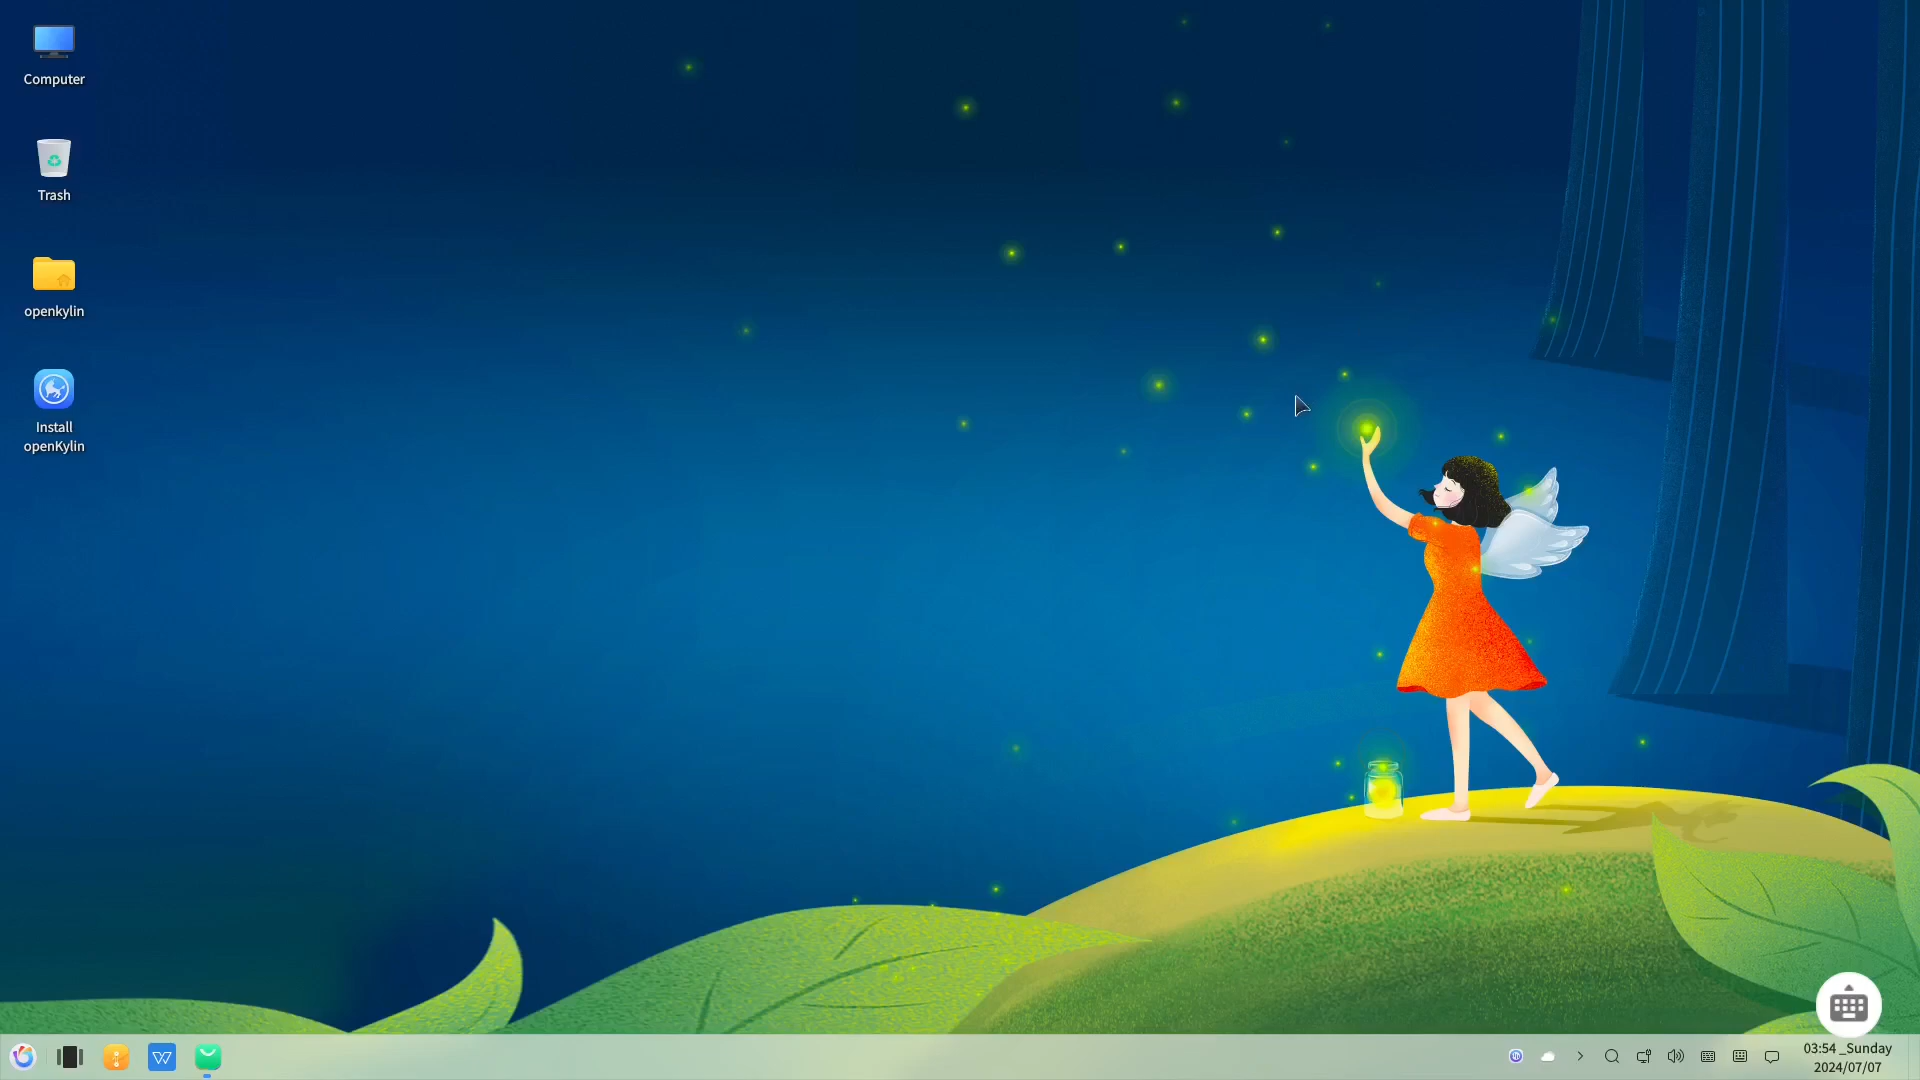 Computer
Trash
openkylin
Install
openKylin
03:54 _Sunday
2024/07/07